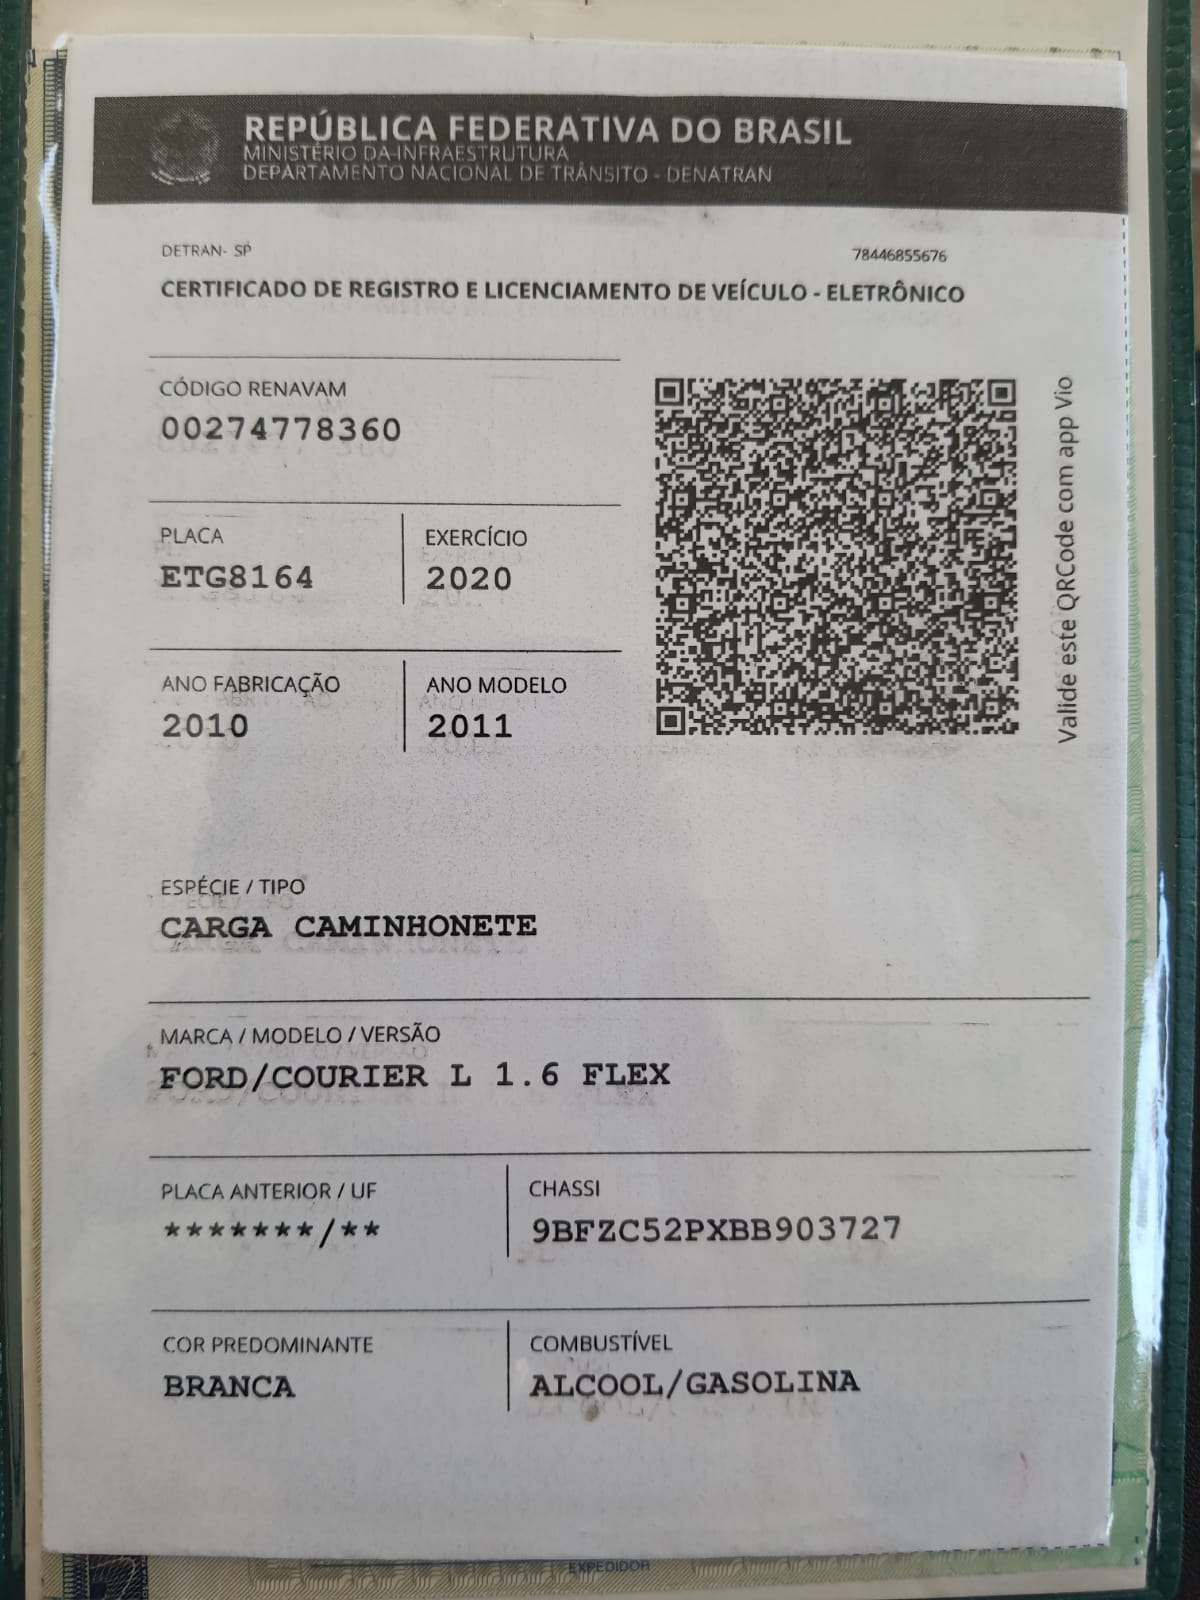 REPÚBLICA FEDERATIVA DO BRASIL
MINISTÉRIO DA INFRAESTRUTURA
DEPARTAMENTO NACIONAL DE TRÂNSITO - DENATRAN
DETRAN- SP
78446855676
CERTIFICADO DE REGISTRO E LICENCIAMENTO DE VEÍCULO - ELETRÔNICO
CÓDIGO RENAVAM
00274778360
PLACA
ETG8164
EXERCÍCIO
2020
ANO FABRICAÇÃO
2010
ANO MODELO
2011
Valide este QRCode com app Vio
ESPÉCIE / TIPO
CARGA CAMINHONETE
MARCA / MODELO / VERSÃO
FORD/COURIER L 1.6 FLEX
PLACA ANTERIOR / UF
*******/**
CHASSI
9BFZC52PXBB903727
COR PREDOMINANTE
BRANCA
COMBUSTÍVEL
ALCOOL/GASOLINA
EXPEDIDOR